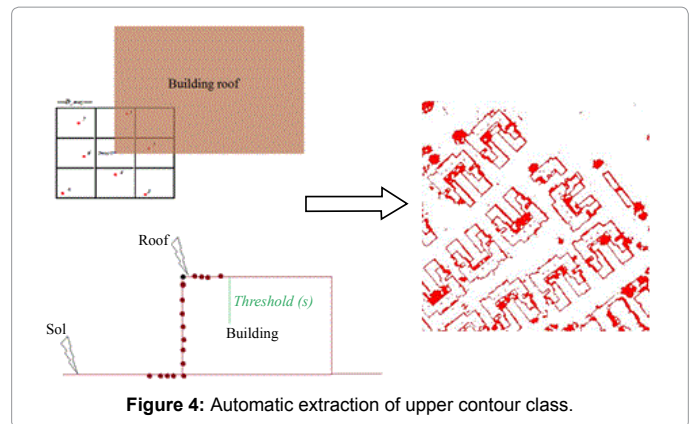 Building roof
Roof
Threshold (s)
Sol
Building
Figure 4: Automatic extraction of upper contour class.